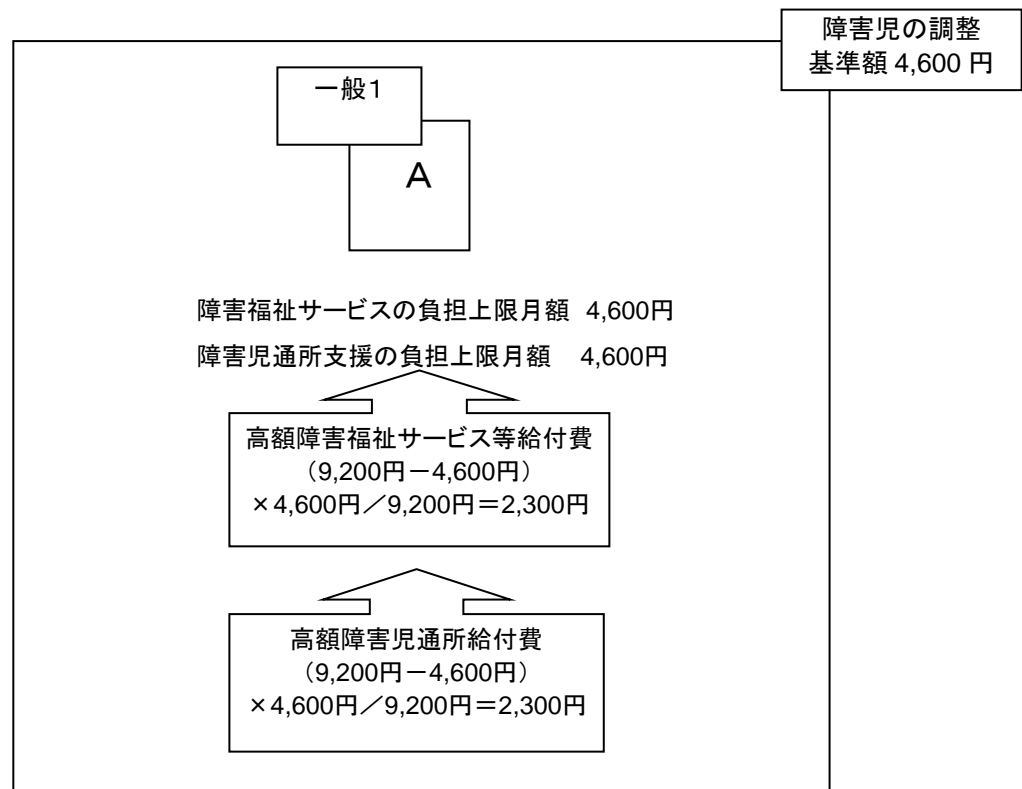 障害児の調整
基準額 4,600 円
一般1
A
障害福祉サービスの負担上限月額 4,600円
障害児通所支援の負担上限月額 4,600円
高額障害福祉サービス等給付費
（9,200円－4,600円）
×4,600円／9,200円＝2,300円
高額障害児通所給付費
（9,200円－4,600円）
×4,600円／9,200円＝2,300円